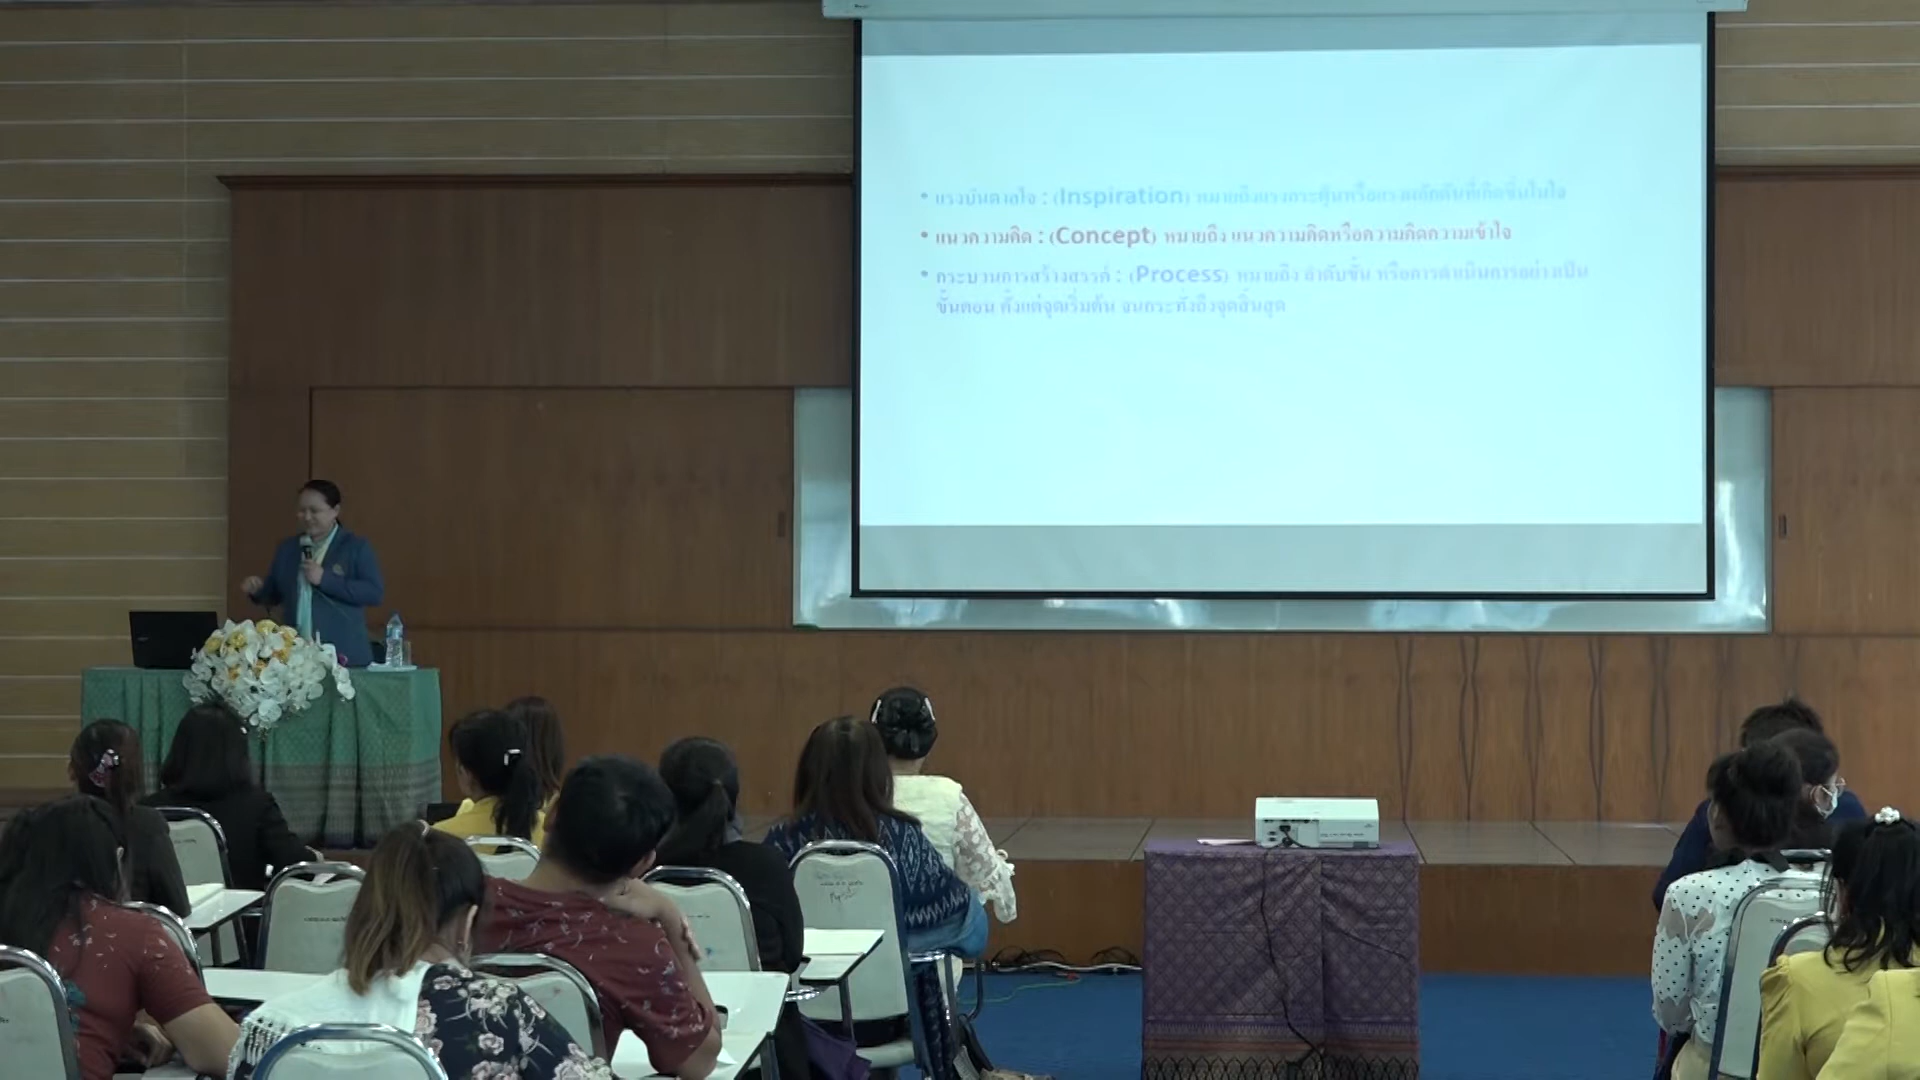 • แรงบันดาลใจ : (Inspiration) หมายถึงแรงกระตุ้นหรือแรงผลักดันที่เกิดขึ้นในใจ
• แนวความคิด : (Concept) หมายถึง แนวความคิดหรือความคิดความเข้าใจ
• กระบวนการสร้างสรรค์ : (Process) หมายถึง ลำดับขั้น หรือการดำเนินการอย่างเป็น
ขั้นตอน ตั้งแต่จุดเริ่มต้น จนกระทั่งถึงจุดสิ้นสุด